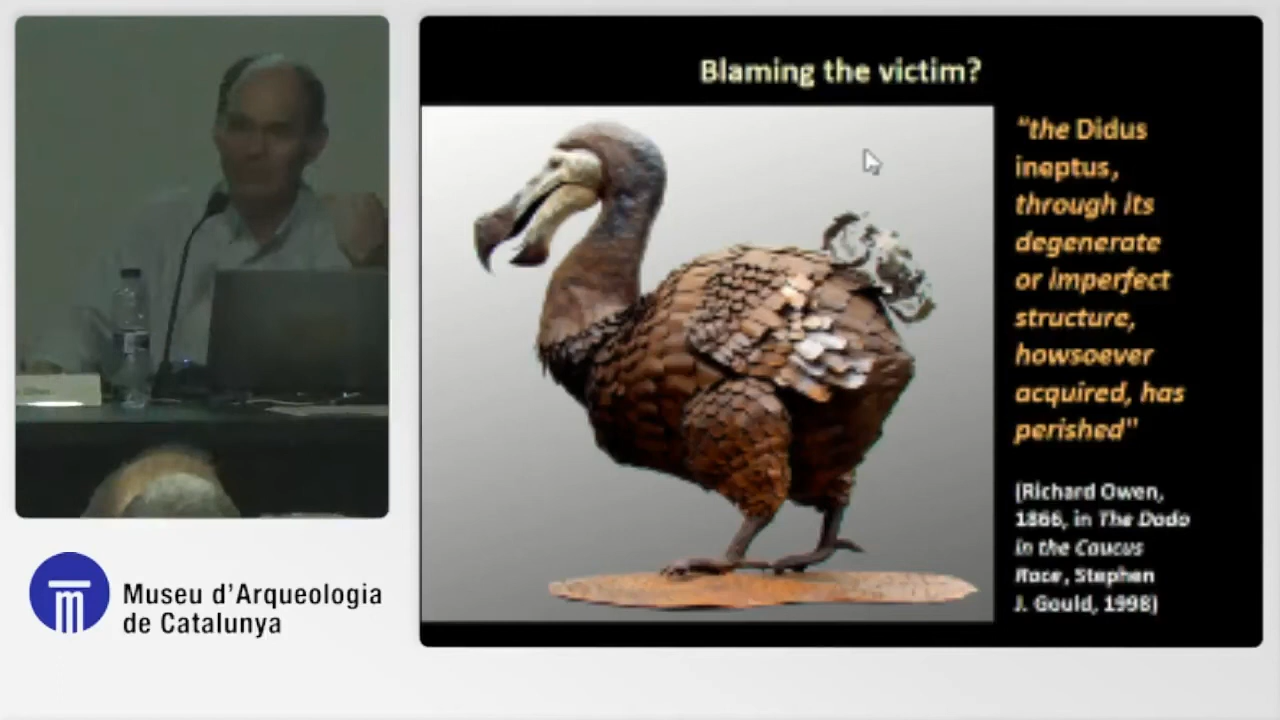 Blaming the victim?
"the Didus
ineptus,
through its
degenerate
or imperfect
structure,
howsoever
acquired, has
perished"
(Richard Owen,
1866, in The Dodo
in the Caucus
Race, Stephen
J. Gould, 1998)
Museu d'Arqueologia
de Catalunya